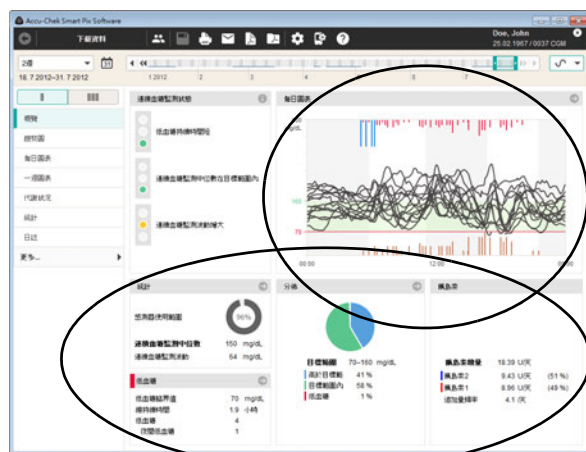 Accu-Chek Smart Pix Software
下載資料
Doe, John
25.02.1967 / 0037 CGM
2週
31
18.7 2012-31.7 2012
1 2012 2 3 4 5 6 7
概覽
趨勢圖
每日圖表
一週圖表
代謝狀況
統計
日誌
更多...
連續血糖監測狀態
低血糖持續時間短
連續血糖監測中位數在目標範圍內
連續血糖監測波動增大
每日圖表
mg/dL
160
70
00:00 12:00 00:00
統計
感測器使用範圍
96%
連續血糖監測中位數 150 mg/dL
連續血糖監測波動 64 mg/dL
低血糖
低血糖臨界值 70 mg/dL
總持續時間 1.9 小時
低血糖 4
夜間低血糖 1
分佈
目標範圍 70-160 mg/dL
高於目標範 41 %
目標範圍內 58 %
低血糖 1 %
胰島素
胰島素總量 18.39 U/天
胰島素2 9.43 U/天 (51 %)
胰島素1 8.96 U/天 (49 %)
追加量頻率 4.1 /天